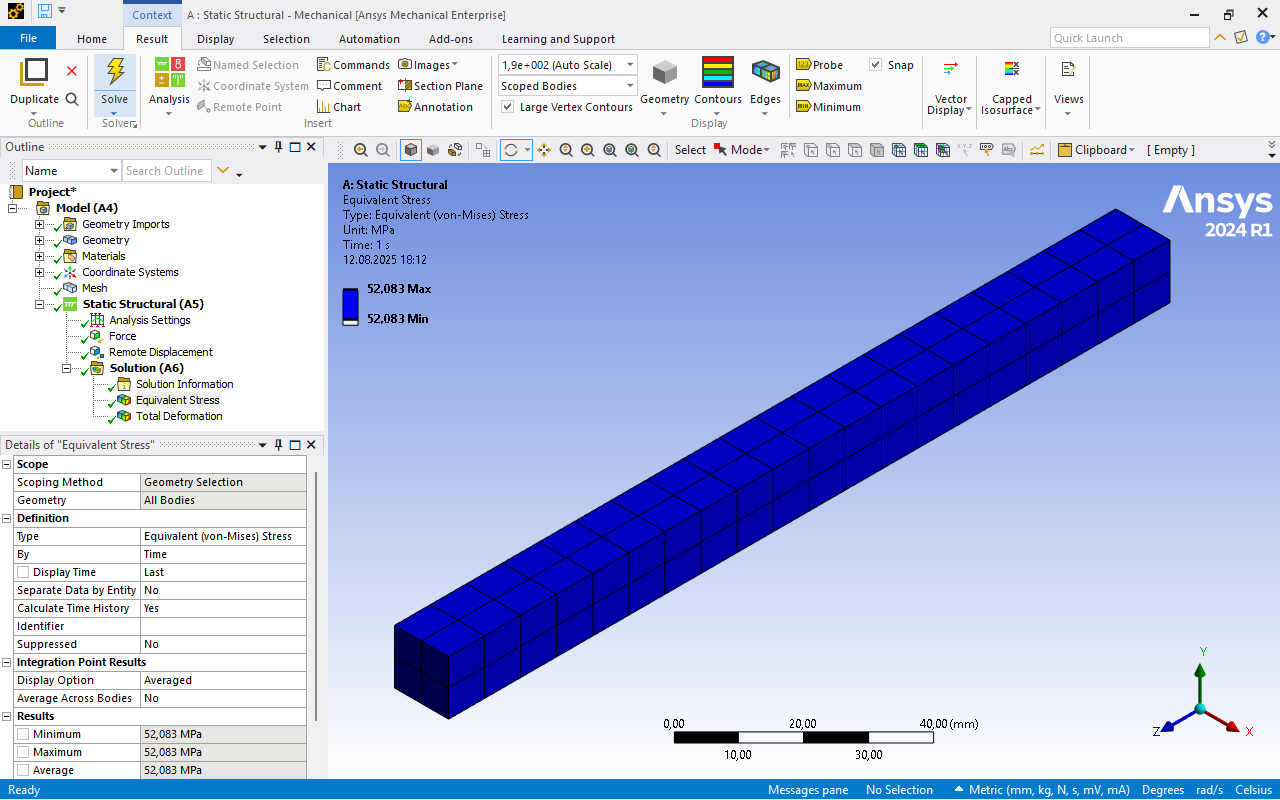 Context
A : Static Structural - Mechanical [Ansys Mechanical Enterprise]
File Home Result Display Selection Automation Add-ons Learning and Support
Quick Launch
Duplicate
Outline
Solve
Solver
Analysis
Named Selection
Coordinate System
Remote Point
Commands
Comment
Chart
Images
Section Plane
Annotation
Insert
1,9e+002 (Auto Scale)
Scoped Bodies
Large Vertex Contours
Geometry
Contours
Edges
Display
Probe
Maximum
Minimum
Snap
Vector
Display
Capped
Isosurface
Views
Outline
Name
Search Outline
Select Mode Clipboard [ Empty ]
Project*
Model (A4)
Geometry Imports
Geometry
Materials
Coordinate Systems
Mesh
Static Structural (A5)
Analysis Settings
Force
Remote Displacement
Solution (A6)
Solution Information
Equivalent Stress
Total Deformation
Details of "Equivalent Stress"
Scope
Scoping Method Geometry Selection
Geometry All Bodies
Definition
Type Equivalent (von-Mises) Stress
By Time
Display Time Last
Separate Data by Entity No
Calculate Time History Yes
Identifier
Suppressed No
Integration Point Results
Display Option Averaged
Average Across Bodies No
Results
Minimum 52,083 MPa
Maximum 52,083 MPa
Average 52,083 MPa
A: Static Structural
Equivalent Stress
Type: Equivalent (von-Mises) Stress
Unit: MPa
Time: 1 s
12.08.2025 18:12
52,083 Max
52,083 Min
Ansys
2024 R1
0,00 20,00 40,00 (mm)
10,00 30,00
Y
Z X
Ready
Messages pane No Selection Metric (mm, kg, N, s, mV, mA) Degrees rad/s Celsius